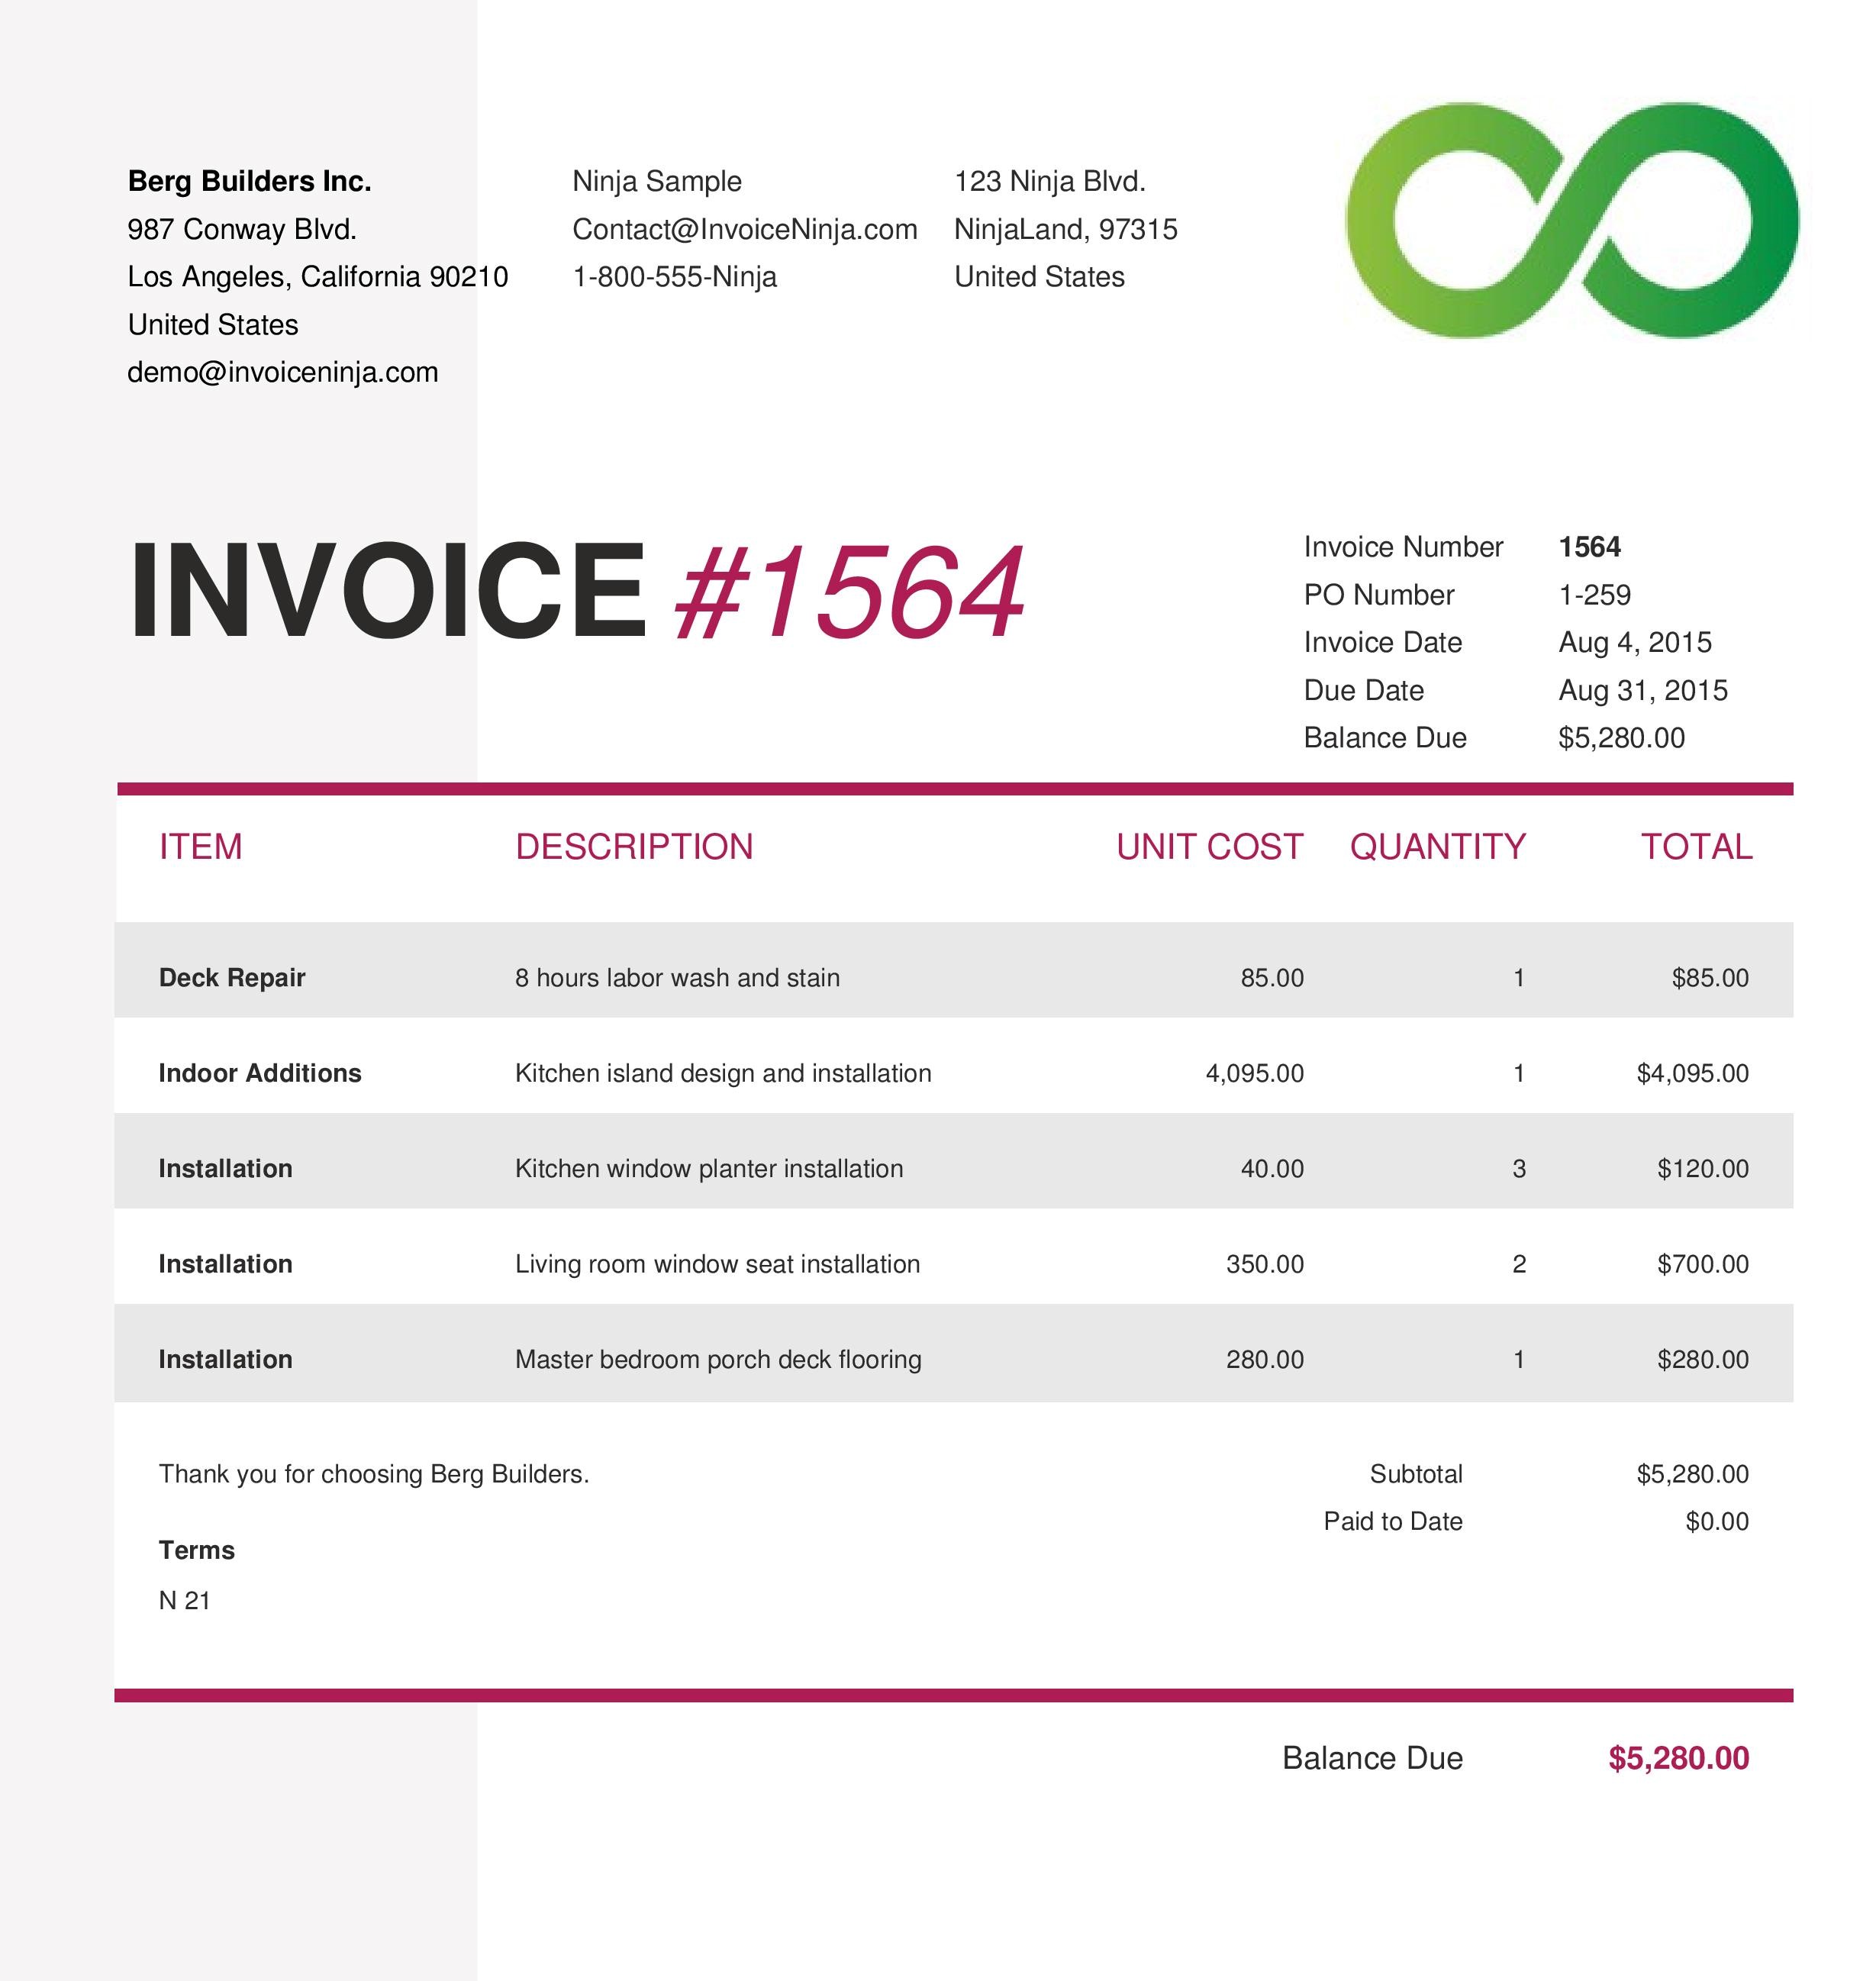 Berg Builders Inc.
987 Conway Blvd.
Los Angeles, California 90210
United States
demo@invoiceninja.com
Ninja Sample
Contact@InvoiceNinja.com
1-800-555-Ninja
123 Ninja Blvd.
NinjaLand, 97315
United States
INVOICE #1564
Invoice Number 1564
PO Number 1-259
Invoice Date Aug 4, 2015
Due Date Aug 31, 2015
Balance Due $5,280.00
ITEM DESCRIPTION UNIT COST QUANTITY TOTAL
Deck Repair 8 hours labor wash and stain 85.00 1 $85.00
Indoor Additions Kitchen island design and installation 4,095.00 1 $4,095.00
Installation Kitchen window planter installation 40.00 3 $120.00
Installation Living room window seat installation 350.00 2 $700.00
Installation Master bedroom porch deck flooring 280.00 1 $280.00
Thank you for choosing Berg Builders.
Terms
N 21
Subtotal $5,280.00
Paid to Date $0.00
Balance Due $5,280.00